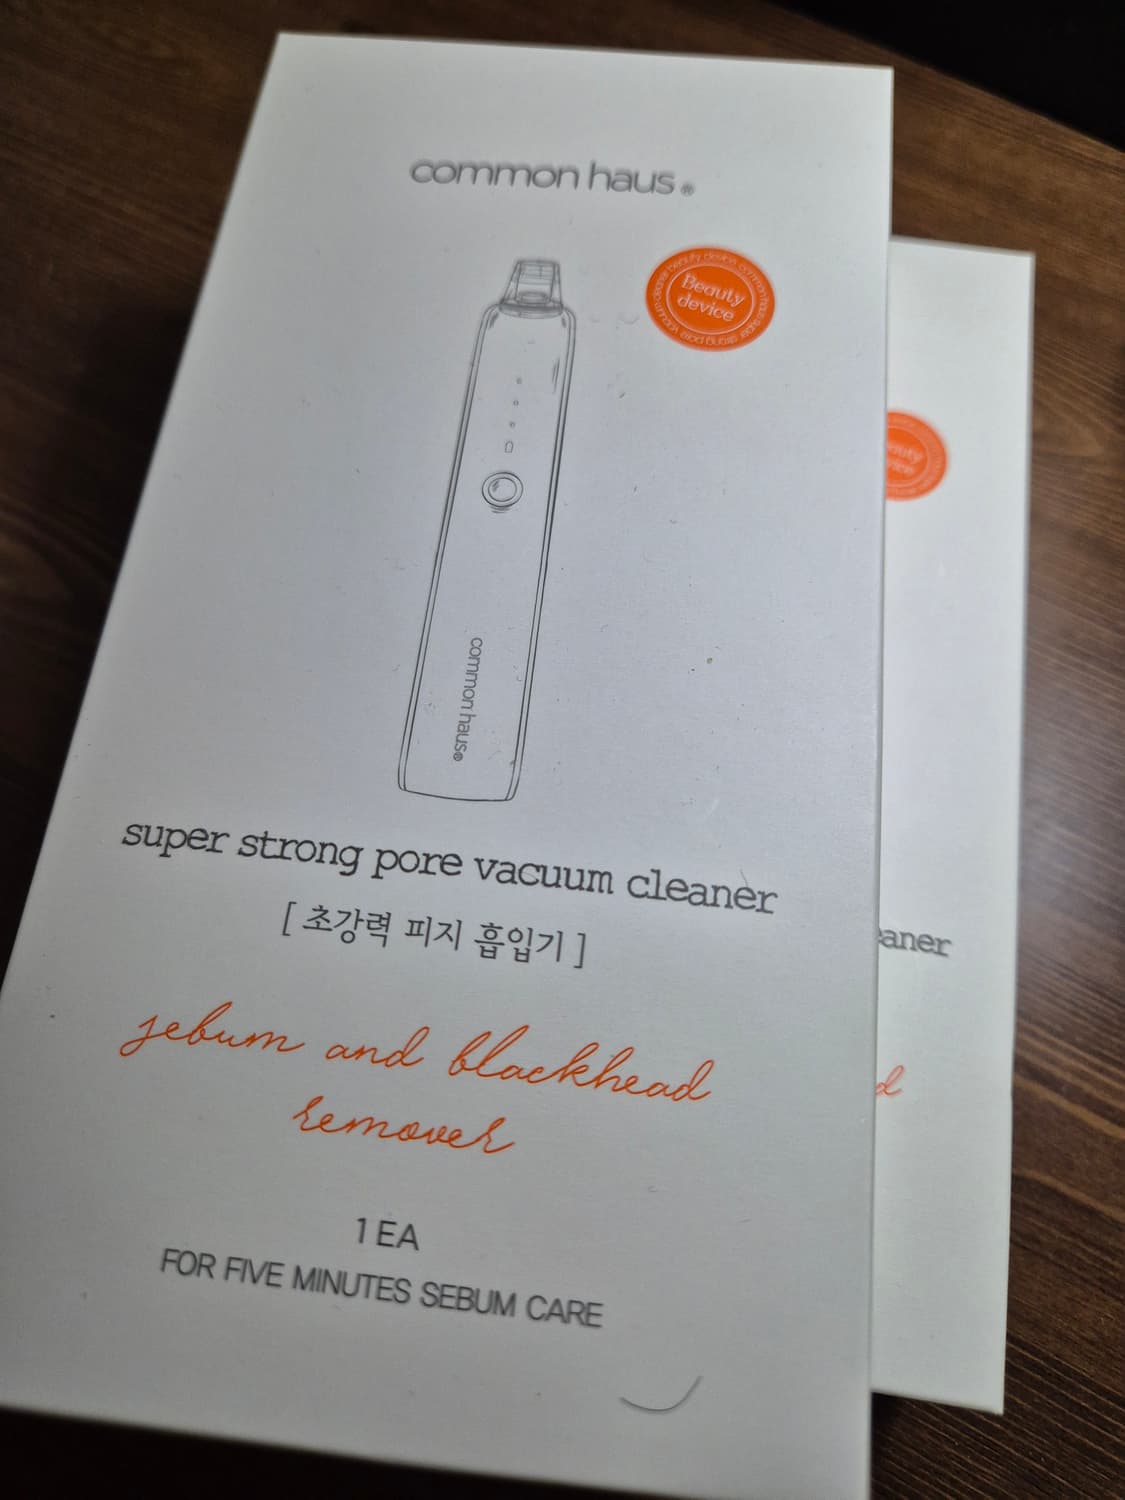 common haus®
Beauty
device
common haus®
super strong pore vacuum cleaner
[ 초강력 피지 흡입기 ]
sebum and blackhead
remover
1 EA
FOR FIVE MINUTES SEBUM CARE
eaner
d